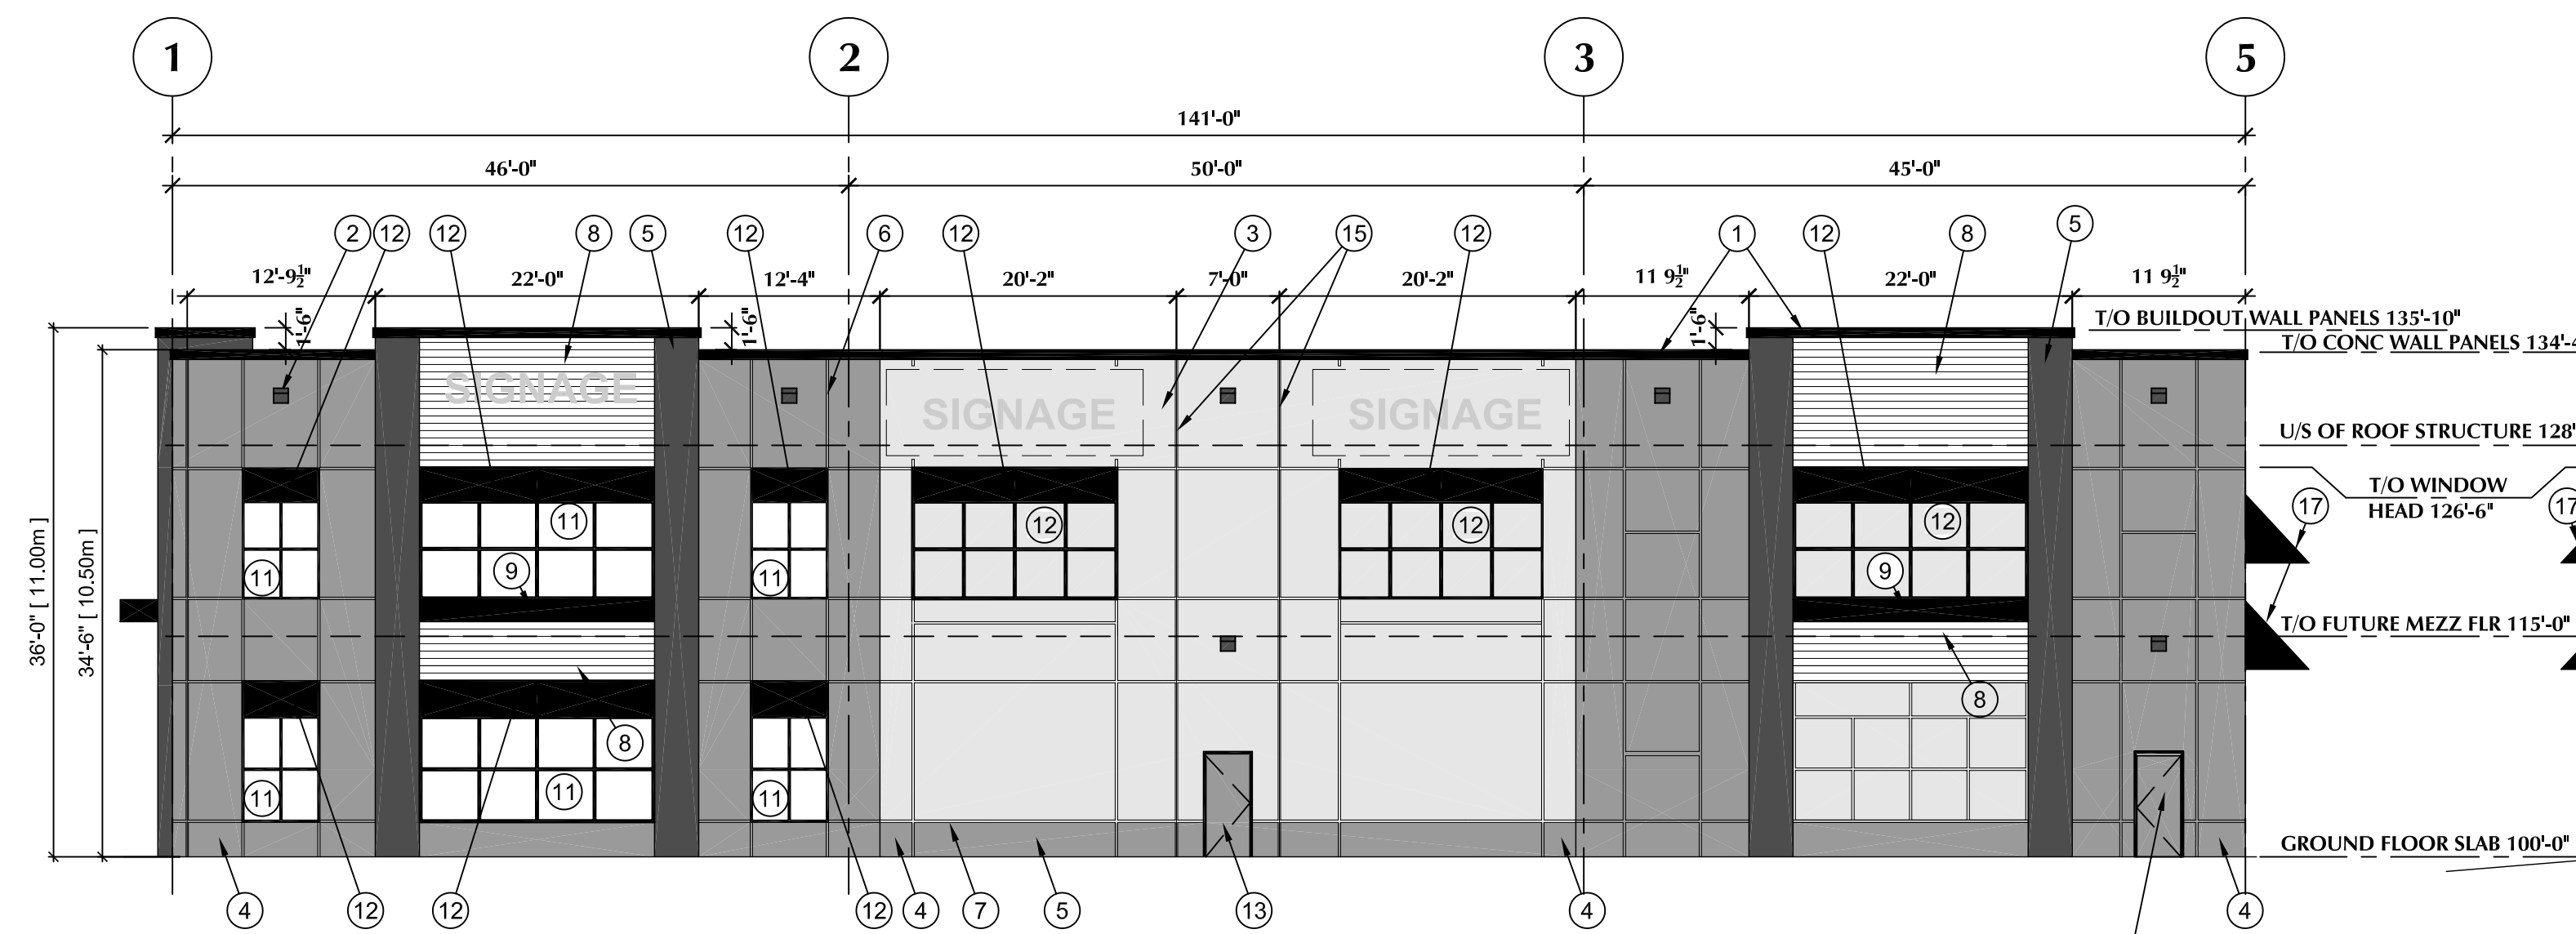 1 2 3 5
141'-0"
46'-0" 50'-0" 45'-0"
2 12 12 8 5 12 6 12 3 15 12 1 12 8 5
12'-9½" 22'-0" 12'-4" 20'-2" 7'-0" 20'-2" 11 9½" 22'-0" 11 9½"
1'-6" 1'-6" 1'-6"
T/O BUILDOUT WALL PANELS 135'-10"
T/O CONC WALL PANELS 134'-4
SIGNAGE SIGNAGE SIGNAGE
U/S OF ROOF STRUCTURE 128'
T/O WINDOW
HEAD 126'-6"
17 17
11 12 12 12
11 9 11 9
36'-0" [ 11.00m ]
34'-6" [ 10.50m ]
T/O FUTURE MEZZ FLR 115'-0"
8
8
11 11 11
GROUND FLOOR SLAB 100'-0"
4 12 12 12 4 7 5 13 4 4